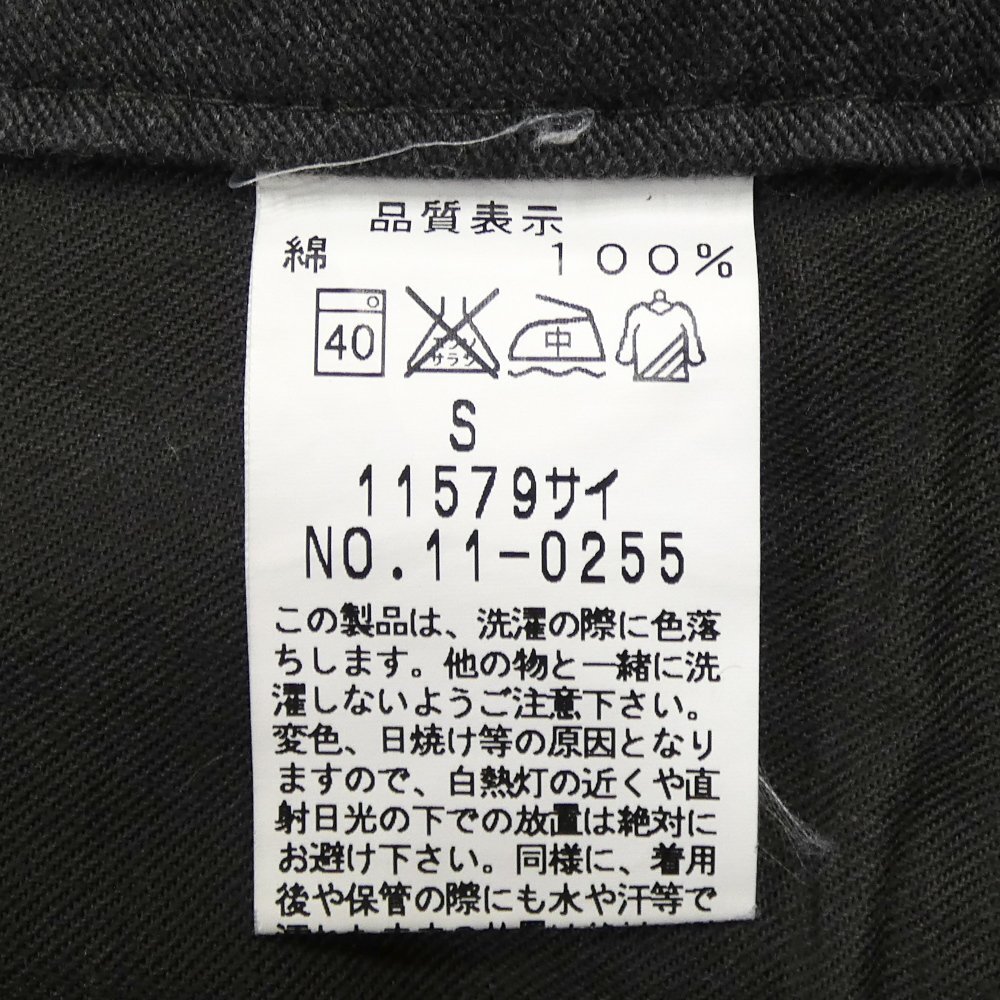 品質表示
綿 100%
40 エンソ サラシ 中
S
11579サイ
NO.11-0255
この製品は、洗濯の際に色落
ちします。他の物と一緒に洗
濯しないようご注意下さい。
変色、日焼け等の原因となり
ますので、白熱灯の近くや直
射日光の下での放置は絶対に
お避け下さい。同様に、着用
後や保管の際にも水や汗等で